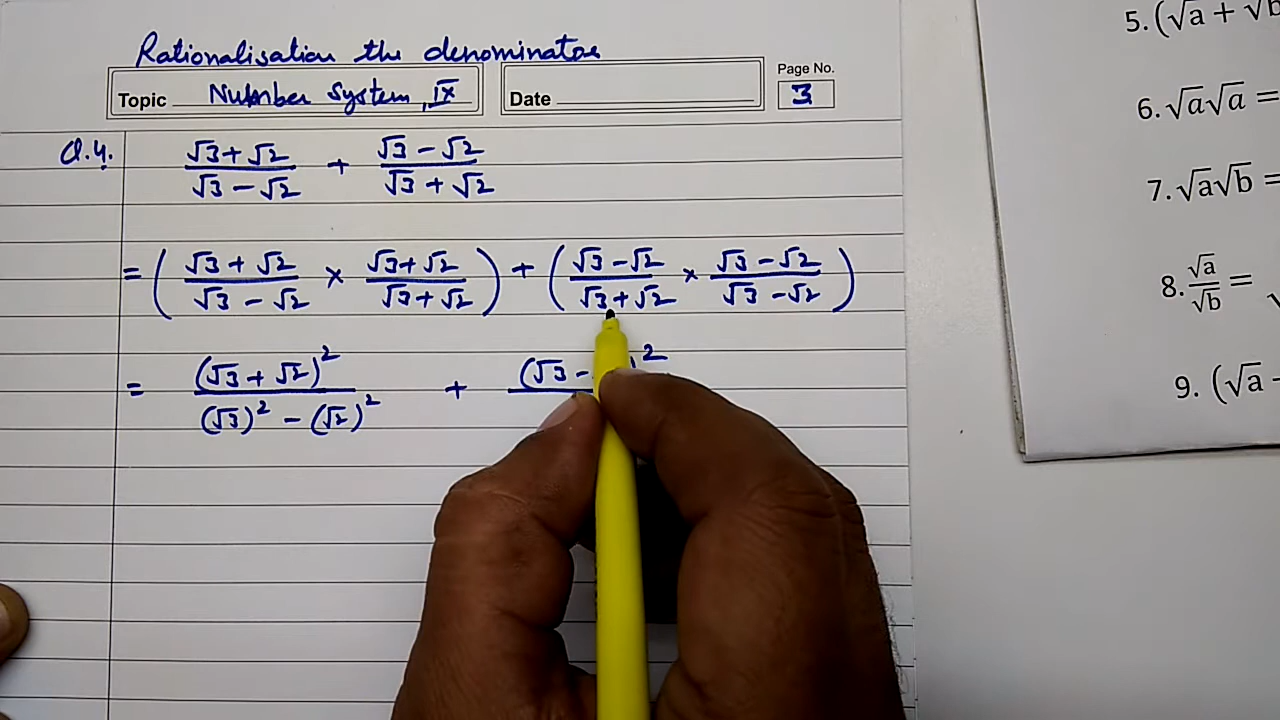 Rationalisation the denominator
Topic Number System, IX
Date
Page No.
3
Q.4. (√3+√2)/(√3-√2) + (√3-√2)/(√3+√2)
= ((√3+√2)/(√3-√2) × (√3+√2)/(√3+√2)) + ((√3-√2)/(√3+√2) × (√3-√2)/(√3-√2))
= (√3+√2)²/((√3)²-(√2)²) + (√3-)²
5. (√a + √b
6. √a√a =
7. √a√b =
8. √a/√b =
9. (√a -